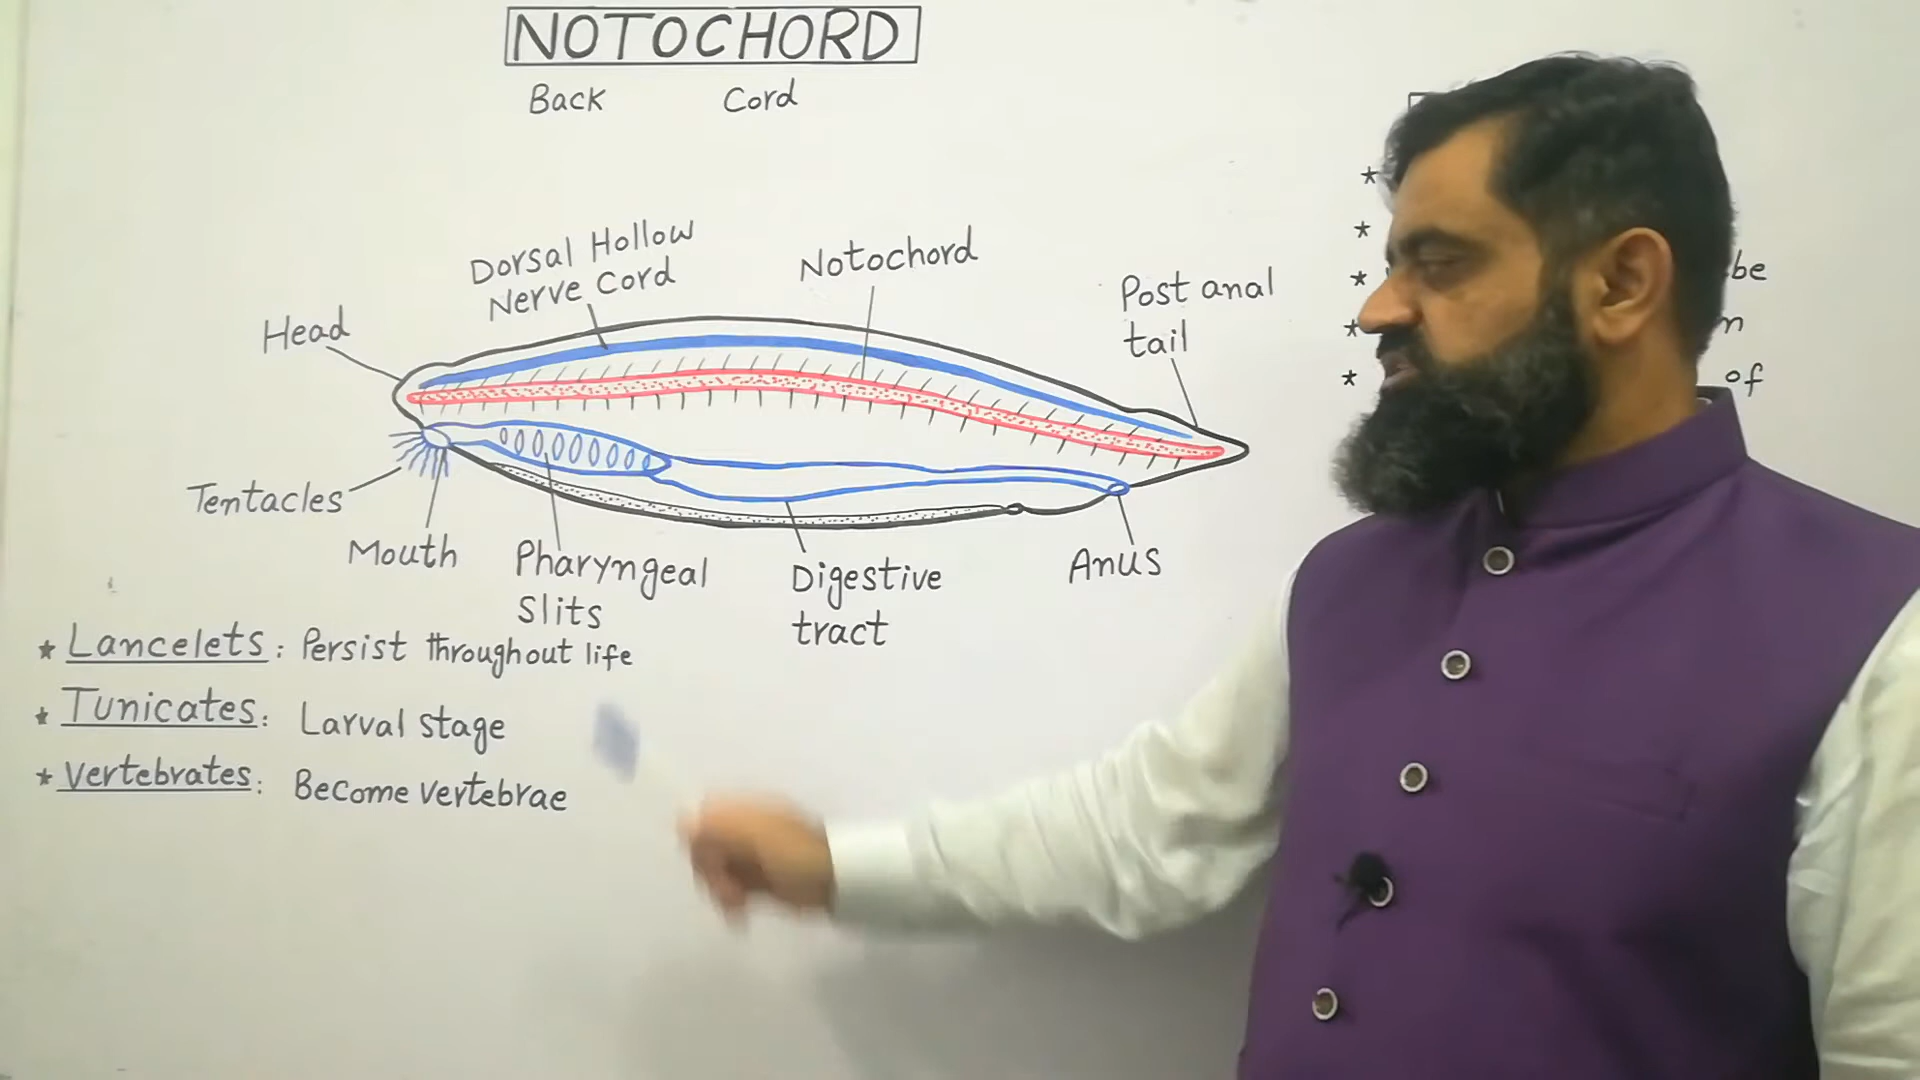 NOTOCHORD
Back Cord
Dorsal Hollow
Nerve Cord
Notochord
Post anal
tail
Head
Tentacles
Mouth
Pharyngeal
Slits
Digestive
tract
Anus
* Lancelets: Persist throughout life
* Tunicates: Larval stage
* Vertebrates: Become vertebrae
*
*
* be
*
* of